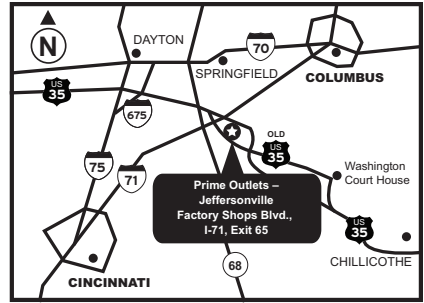 N
DAYTON
70
SPRINGFIELD
COLUMBUS
US
35
675
OLD
US
35
Washington
Court House
75
71
Prime Outlets –
Jeffersonville
Factory Shops Blvd.,
I-71, Exit 65
US
35
CHILLICOTHE
68
CINCINNATI